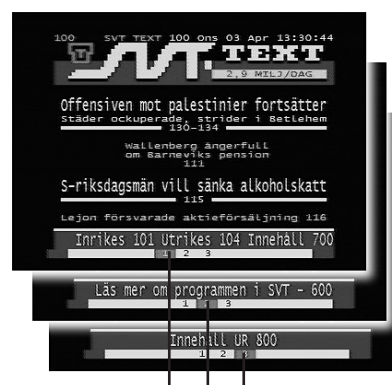 100 SVT TEXT 100 Ons 03 Apr 13:30:44
SVT. TEXT
2,9 MILJ/DAG
Offensiven mot palestinier fortsätter
Städer ockuperade, strider i Betlehem
130-134
Wallenberg ångerfull
om Barneviks pension
111
S-riksdagsmän vill sänka alkoholskatt
115
Lejon försvarade aktieförsäljning 116
Inrikes 101 Utrikes 104 Innehåll 700
1 2 3
Läs mer om programmen i SVT - 600
1 2 3
Innehåll UR 800
1 2 3